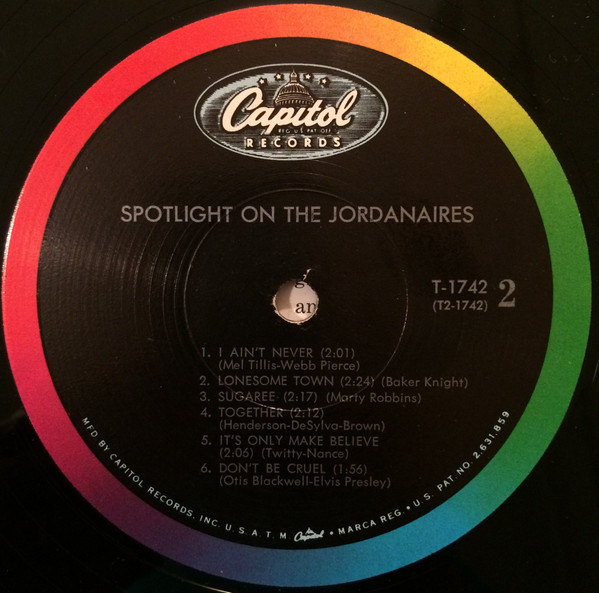 Capitol
REG. U.S. PAT. OFF.
RECORDS
SPOTLIGHT ON THE JORDANAIRES
T-1742 2
(T2-1742)
g
an
1. I AIN'T NEVER (2:01)
(Mel Tillis-Webb Pierce)
2. LONESOME TOWN (2:24) (Baker Knight)
3. SUGAREE (2:17) (Marty Robbins)
4. TOGETHER (2:12)
(Henderson-DeSylva-Brown)
5. IT'S ONLY MAKE BELIEVE
(2:06) (Twitty-Nance)
6. DON'T BE CRUEL (1:56)
(Otis Blackwell-Elvis Presley)
MFD BY CAPITOL RECORDS, INC. U.S.A. T.M. Capitol • MARCA REG. • U.S. PAT. NO. 2,631,859